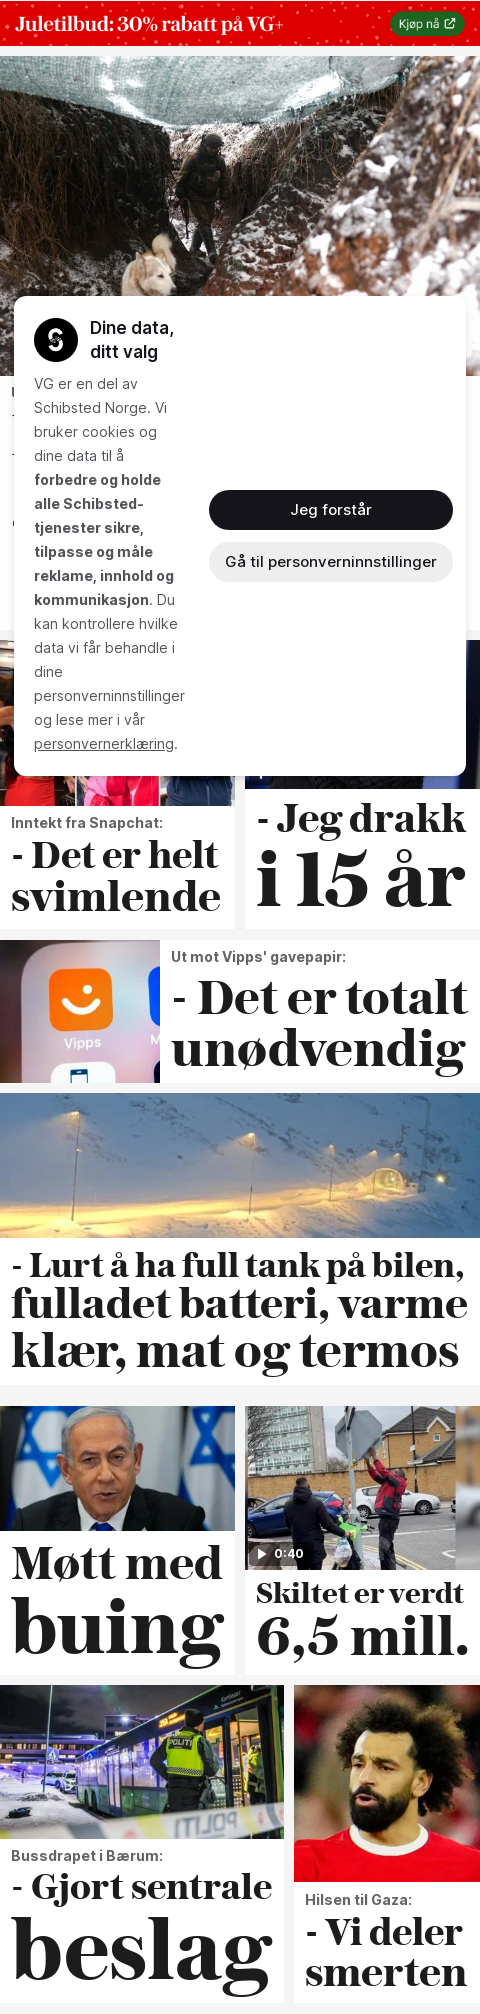 Juletilbud: 30% rabatt på VG+
Kjøp nå
Dine data,
ditt valg
VG er en del av
Schibsted Norge. Vi
bruker cookies og
dine data til å
forbedre og holde
alle Schibsted-
tjenester sikre,
tilpasse og måle
reklame, innhold og
kommunikasjon. Du
kan kontrollere hvilke
data vi får behandle i
dine
personverninnstillinger
og lese mer i vår
personvernerklæring.
Jeg forstår
Gå til personverninnstillinger
Inntekt fra Snapchat:
- Det er helt
svimlende
- Jeg drakk
i 15 år
Vipps
Ut mot Vipps' gavepapir:
- Det er totalt
unødvendig
- Lurt å ha full tank på bilen,
fulladet batteri, varme
klær, mat og termos
Møtt med
buing
0:40
Skiltet er verdt
6,5 mill.
POLITI
POLITI
Bussdrapet i Bærum:
- Gjort sentrale
beslag
Hilsen til Gaza:
- Vi deler
smerten